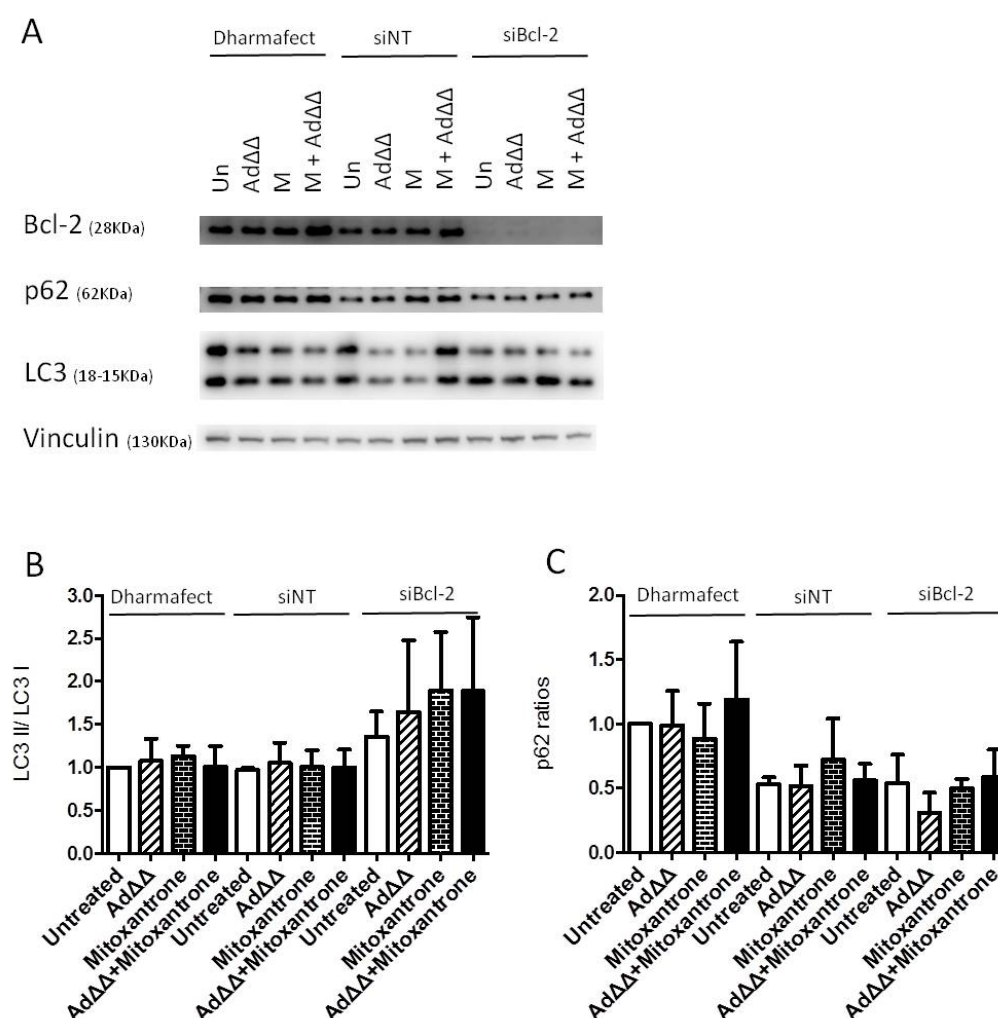 A
Dharmafect siNT siBcl-2
Un AdΔΔ M M + AdΔΔ Un AdΔΔ M M + AdΔΔ Un AdΔΔ M M + AdΔΔ
Bcl-2 (28KDa)
p62 (62KDa)
LC3 (18-15KDa)
Vinculin (130KDa)
B
Dharmafect siNT siBcl-2
LC3 II/ LC3 I
3.0
2.5
2.0
1.5
1.0
0.5
0.0
Untreated
AdΔΔ
Mitoxantrone
AdΔΔ+Mitoxantrone
Untreated
AdΔΔ
Mitoxantrone
AdΔΔ+Mitoxantrone
Untreated
AdΔΔ
Mitoxantrone
AdΔΔ+Mitoxantrone
C
Dharmafect siNT siBcl-2
p62 ratios
2.0
1.5
1.0
0.5
0.0
Untreated
AdΔΔ
Mitoxantrone
AdΔΔ+Mitoxantrone
Untreated
AdΔΔ
Mitoxantrone
AdΔΔ+Mitoxantrone
Untreated
AdΔΔ
Mitoxantrone
AdΔΔ+Mitoxantrone